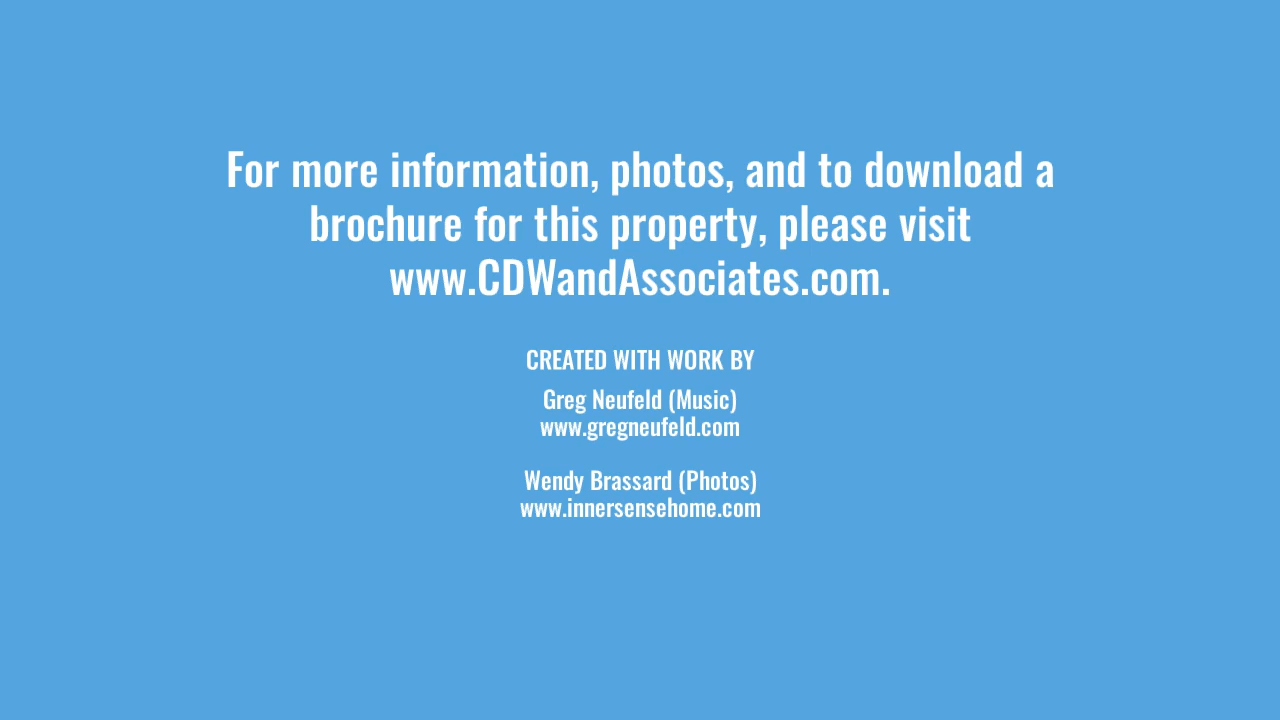 For more information, photos, and to download a
brochure for this property, please visit
www.CDWandAssociates.com.
CREATED WITH WORK BY
Greg Neufeld (Music)
www.gregneufeld.com
Wendy Brassard (Photos)
www.innersensehome.com